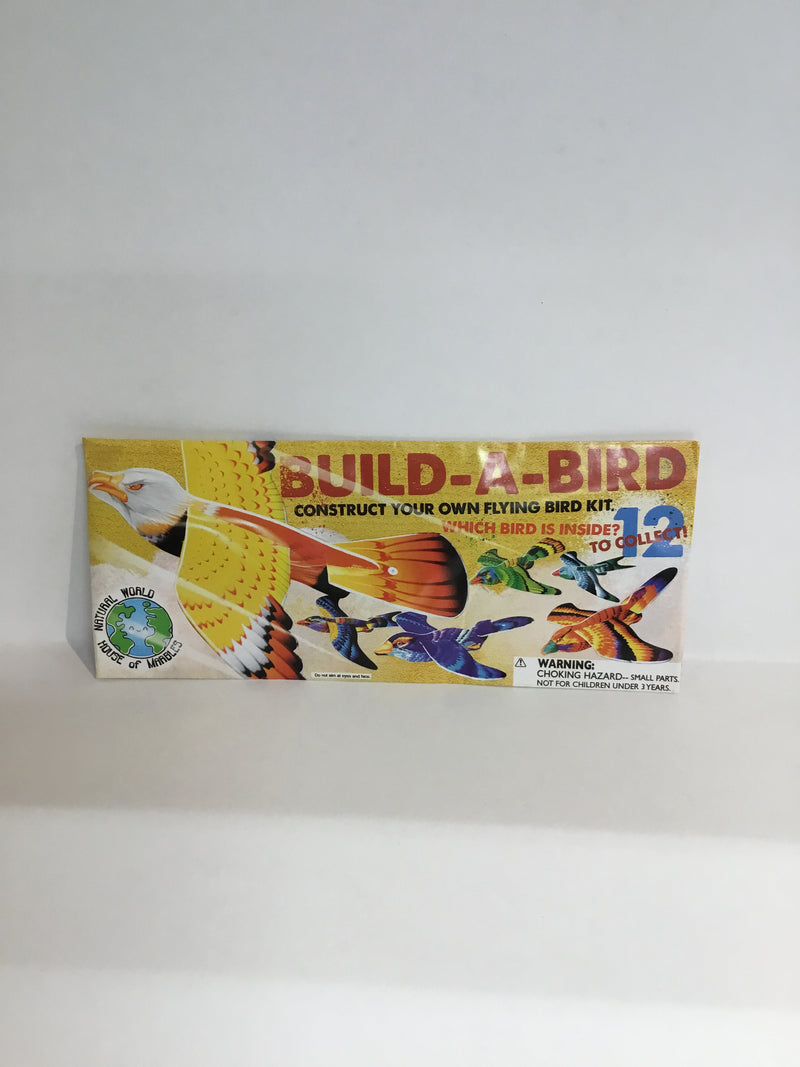 BUILD-A-BIRD
CONSTRUCT YOUR OWN FLYING BIRD KIT.
WHICH BIRD IS INSIDE?
12
TO COLLECT!
NATURAL WORLD
HOUSE of MARBLES
Do not aim at eyes and face.
WARNING:
CHOKING HAZARD-- SMALL PARTS.
NOT FOR CHILDREN UNDER 3 YEARS.